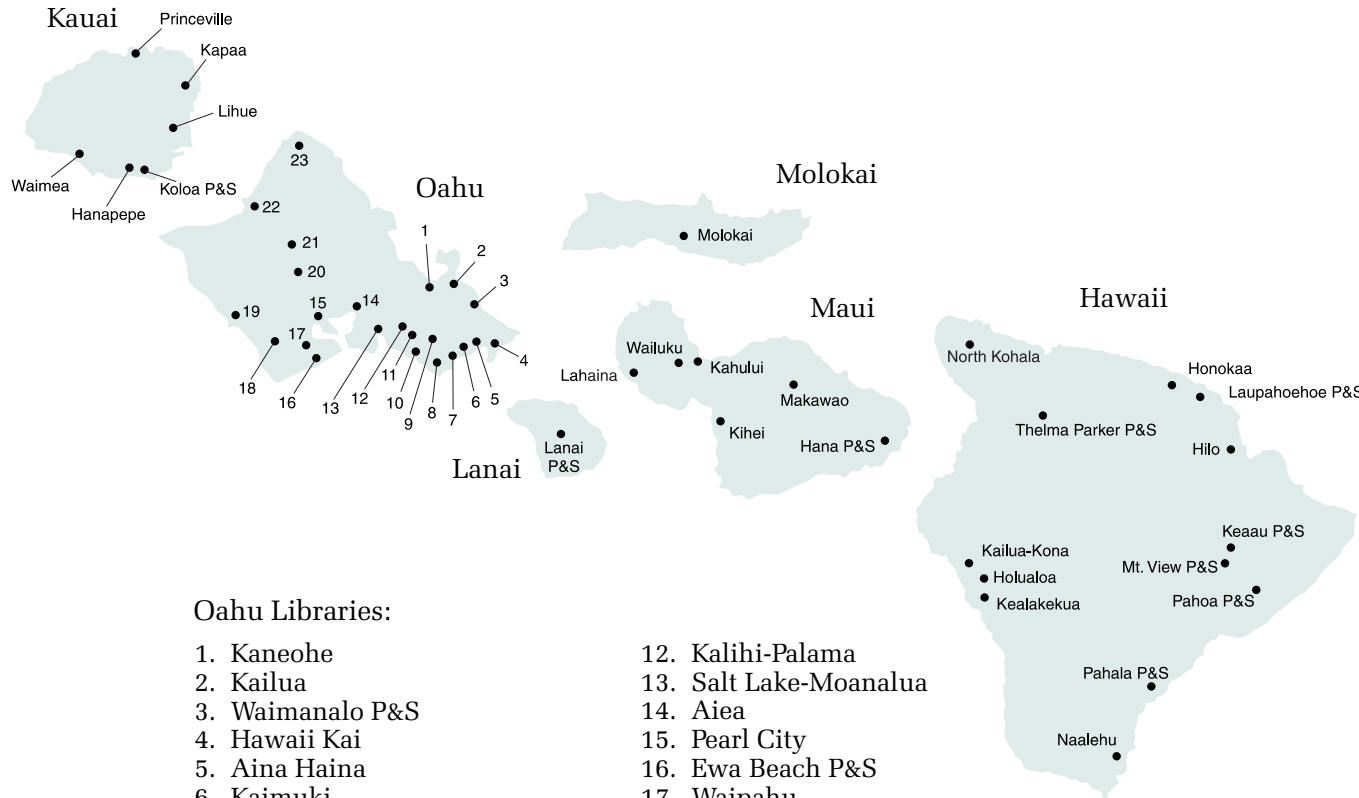 Kauai
Princeville
Kapaa
Lihue
Waimea
Hanapepe
Koloa P&S
Oahu
23
22
21
20
19
18
17
16
15
14
13
12
11
10
9
8
7
6
5
4
3
2
1
Molokai
Molokai
Lanai
Lanai
P&S
Maui
Wailuku
Kahului
Lahaina
Makawao
Kihei
Hana P&S
Hawaii
North Kohala
Honokaa
Laupahoehoe P&S
Thelma Parker P&S
Hilo
Keaau P&S
Kailua-Kona
Mt. View P&S
Holualoa
Kealakekua
Pahoa P&S
Pahala P&S
Naalehu
Oahu Libraries:
1. Kaneohe
2. Kailua
3. Waimanalo P&S
4. Hawaii Kai
5. Aina Haina
6. Kaimuki
12. Kalihi-Palama
13. Salt Lake-Moanalua
14. Aiea
15. Pearl City
16. Ewa Beach P&S
17. Waipahu